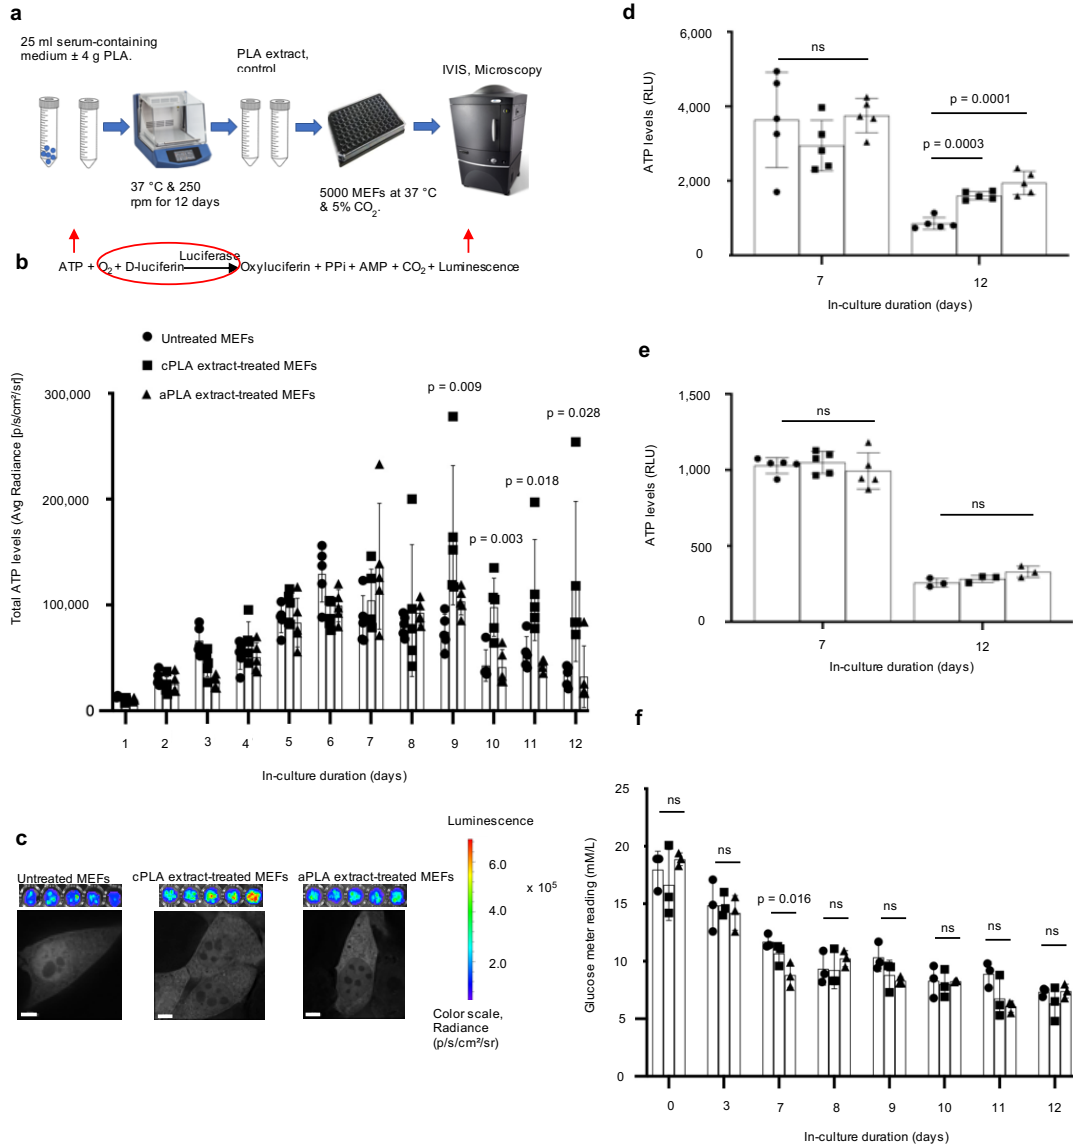 a
25 ml serum-containing
medium ± 4 g PLA.
PLA extract,
control
IVIS, Microscopy
37 °C & 250
rpm for 12 days
5000 MEFs at 37 °C
& 5% CO₂.
b
Luciferase
ATP + O₂ + D-luciferin Oxyluciferin + PPi + AMP + CO₂ + Luminescence
Untreated MEFs
cPLA extract-treated MEFs
aPLA extract-treated MEFs
Total ATP levels (Avg Radiance [p/s/cm²/sr])
300,000
200,000
100,000
0
p = 0.009
p = 0.028
p = 0.018
p = 0.003
1 2 3 4 5 6 7 8 9 10 11 12
In-culture duration (days)
c
Luminescence
Untreated MEFs
cPLA extract-treated MEFs
aPLA extract-treated MEFs
6.0
x 10⁵
4.0
2.0
Color scale,
Radiance
(p/s/cm²/sr)
d
ATP levels (RLU)
6,000
4,000
2,000
0
ns
p = 0.0001
p = 0.0003
7 12
In-culture duration (days)
e
ATP levels (RLU)
1,500
1,000
500
0
ns
ns
7 12
In-culture duration (days)
f
Glucose meter reading (mM/L)
25
20
15
10
5
0
ns
ns
p = 0.016
ns
ns
ns
ns
ns
0 3 7 8 9 10 11 12
In-culture duration (days)